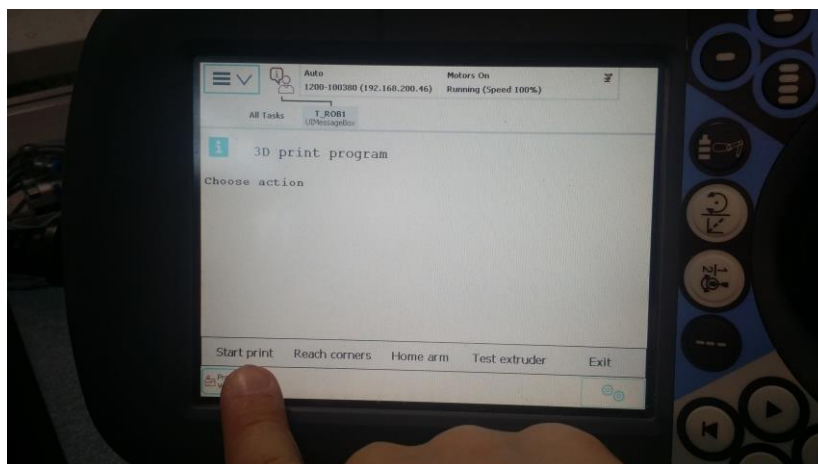 Auto
Motors On
1200-100380 (192.168.200.46)
Running (Speed 100%)
All Tasks
T_ROB1
UIMessageBox
3D print program
Choose action
Start print
Reach corners
Home arm
Test extruder
Exit